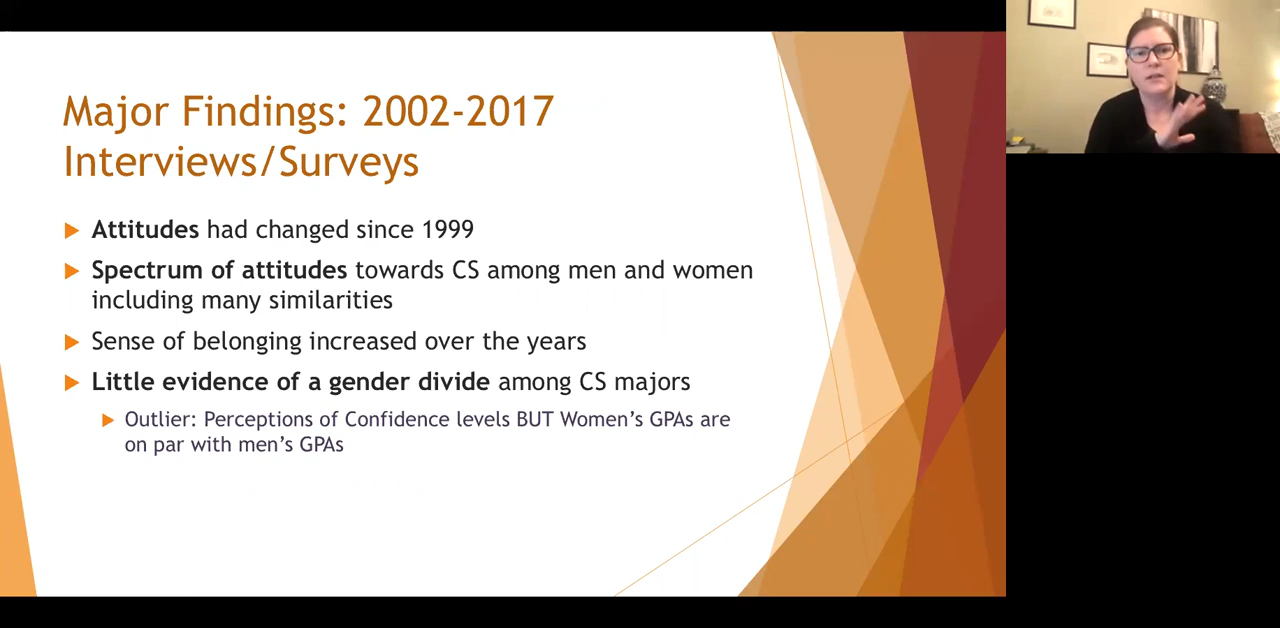 Major Findings: 2002-2017
Interviews/Surveys
Attitudes had changed since 1999
Spectrum of attitudes towards CS among men and women
including many similarities
Sense of belonging increased over the years
Little evidence of a gender divide among CS majors
Outlier: Perceptions of Confidence levels BUT Women’s GPAs are
on par with men’s GPAs